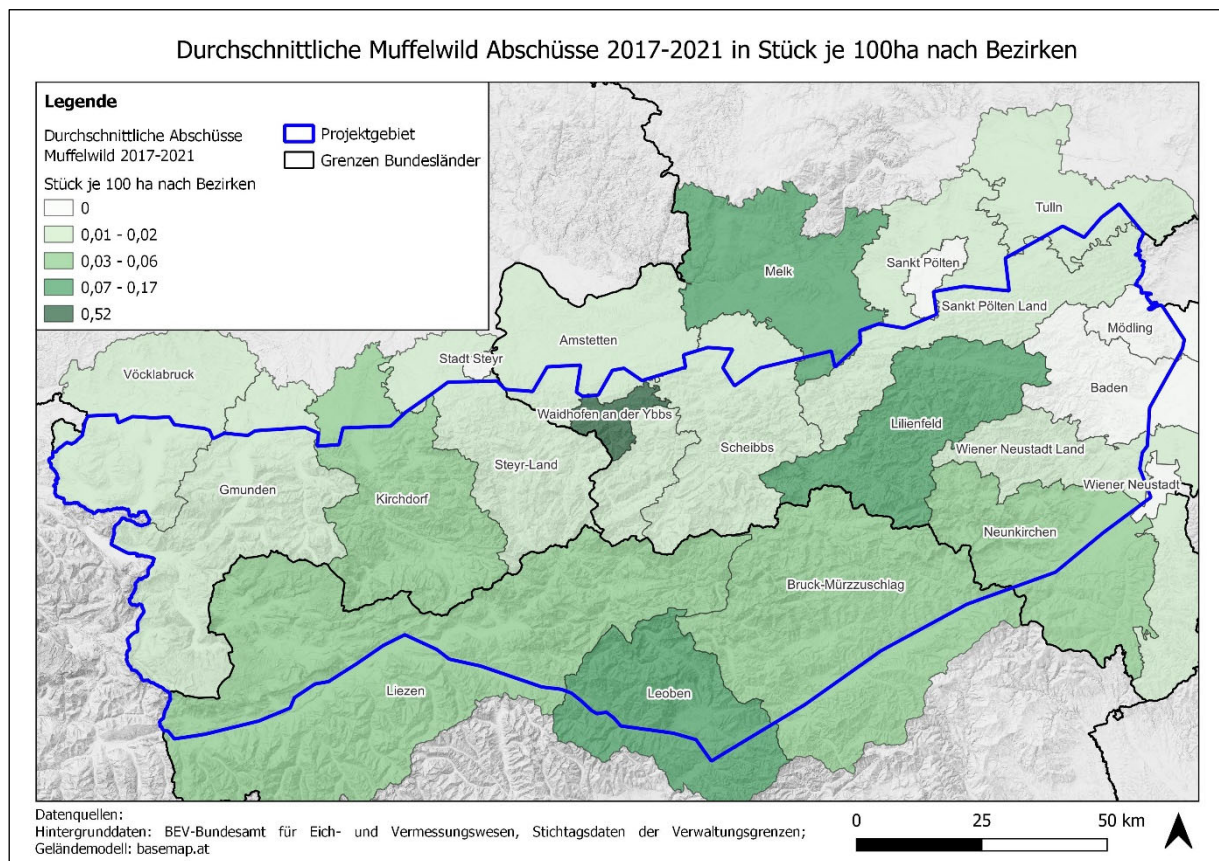 Durchschnittliche Muffelwild Abschüsse 2017-2021 in Stück je 100ha nach Bezirken
Legende
Durchschnittliche Abschüsse
Muffelwild 2017-2021
Stück je 100 ha nach Bezirken
0
0,01 - 0,02
0,03 - 0,06
0,07 - 0,17
0,52
Projektgebiet
Grenzen Bundesländer
Tulln
Sankt Pölten
Melk
Sankt Pölten Land
Mödling
Amstetten
Stadt Steyr
Vöcklabruck
Baden
Waidhofen an der Ybbs
Lilienfeld
Scheibbs
Wiener Neustadt Land
Steyr-Land
Gmunden
Kirchdorf
Wiener Neustadt
Neunkirchen
Bruck-Mürzzuschlag
Liezen
Leoben
Datenquellen:
Hintergrunddaten: BEV-Bundesamt für Eich- und Vermessungswesen, Stichtagsdaten der Verwaltungsgrenzen;
Geländemodell: basemap.at
0 25 50 km